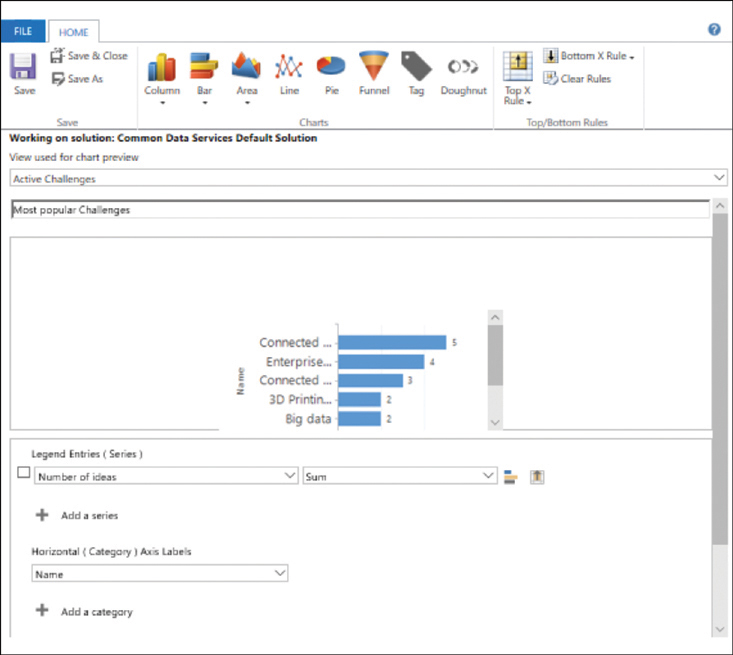 FILE
HOME
Save
Save & Close
Save As
Save
Column
Bar
Area
Line
Pie
Funnel
Tag
Doughnut
Charts
Top X
Rule
Bottom X Rule
Clear Rules
Top/Bottom Rules
Working on solution: Common Data Services Default Solution
View used for chart preview
Active Challenges
Most popular Challenges
Name
Connected ... 5
Enterprise... 4
Connected ... 3
3D Printin... 2
Big data 2
Legend Entries ( Series )
Number of ideas
Sum
Add a series
Horizontal ( Category ) Axis Labels
Name
Add a category